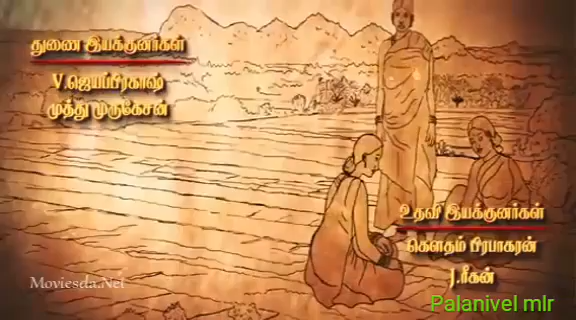 துணை இயக்குனர்கள்
V.ஜெயப்பிரகாஷ்
முத்து முருகேசன்
உதவி இயக்குனர்கள்
கௌதம் பிரபாகரன்
J.ரீகன்
Moviesda.Net
Palanivel mlr